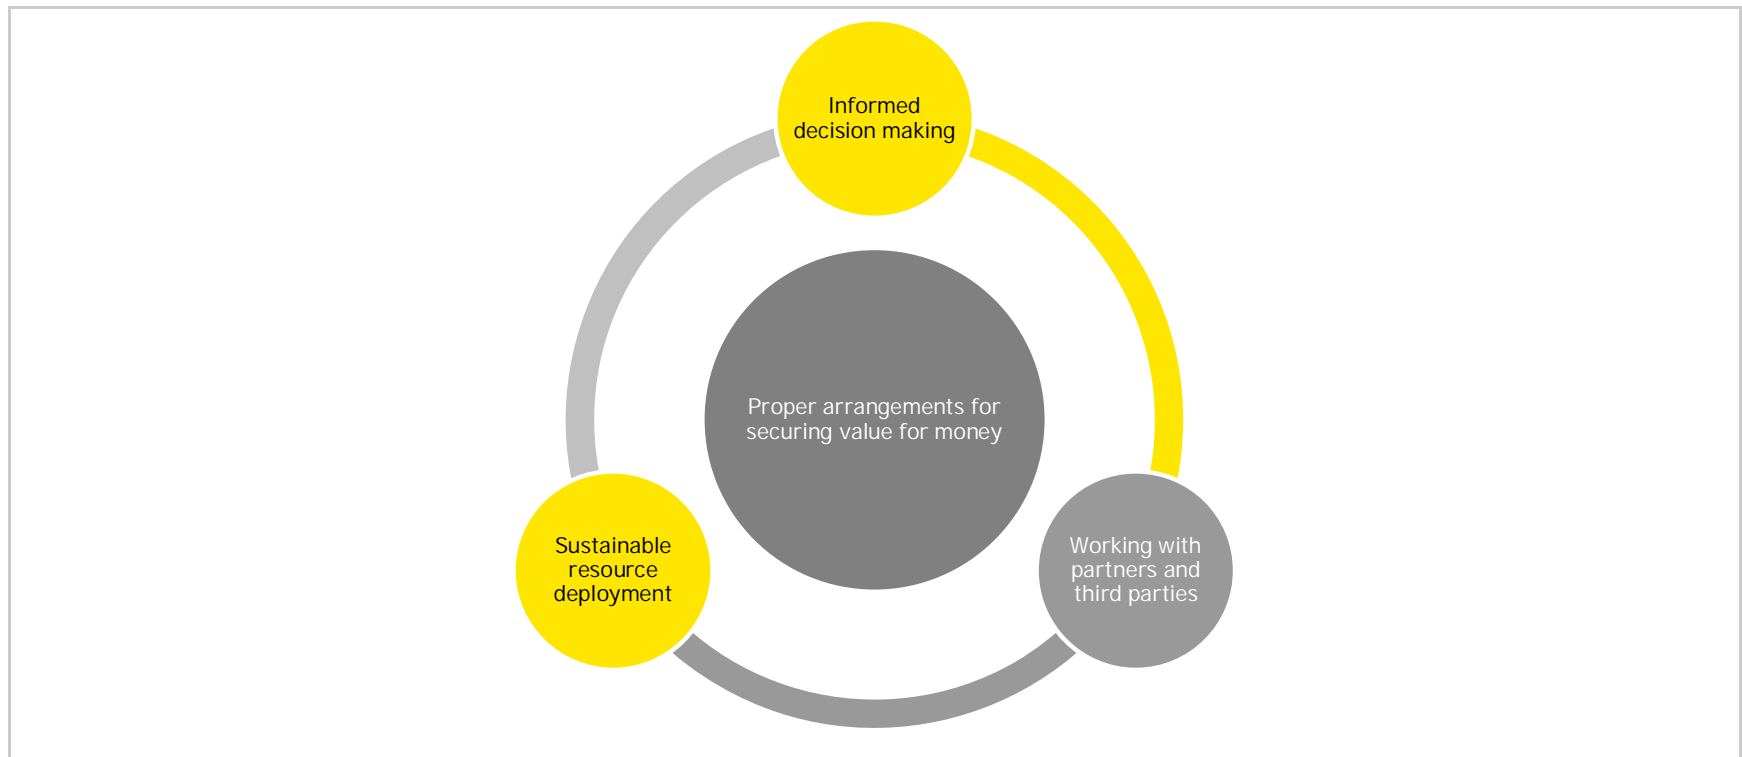 Informed
decision making
Proper arrangements for
securing value for money
Sustainable
resource
deployment
Working with
partners and
third parties